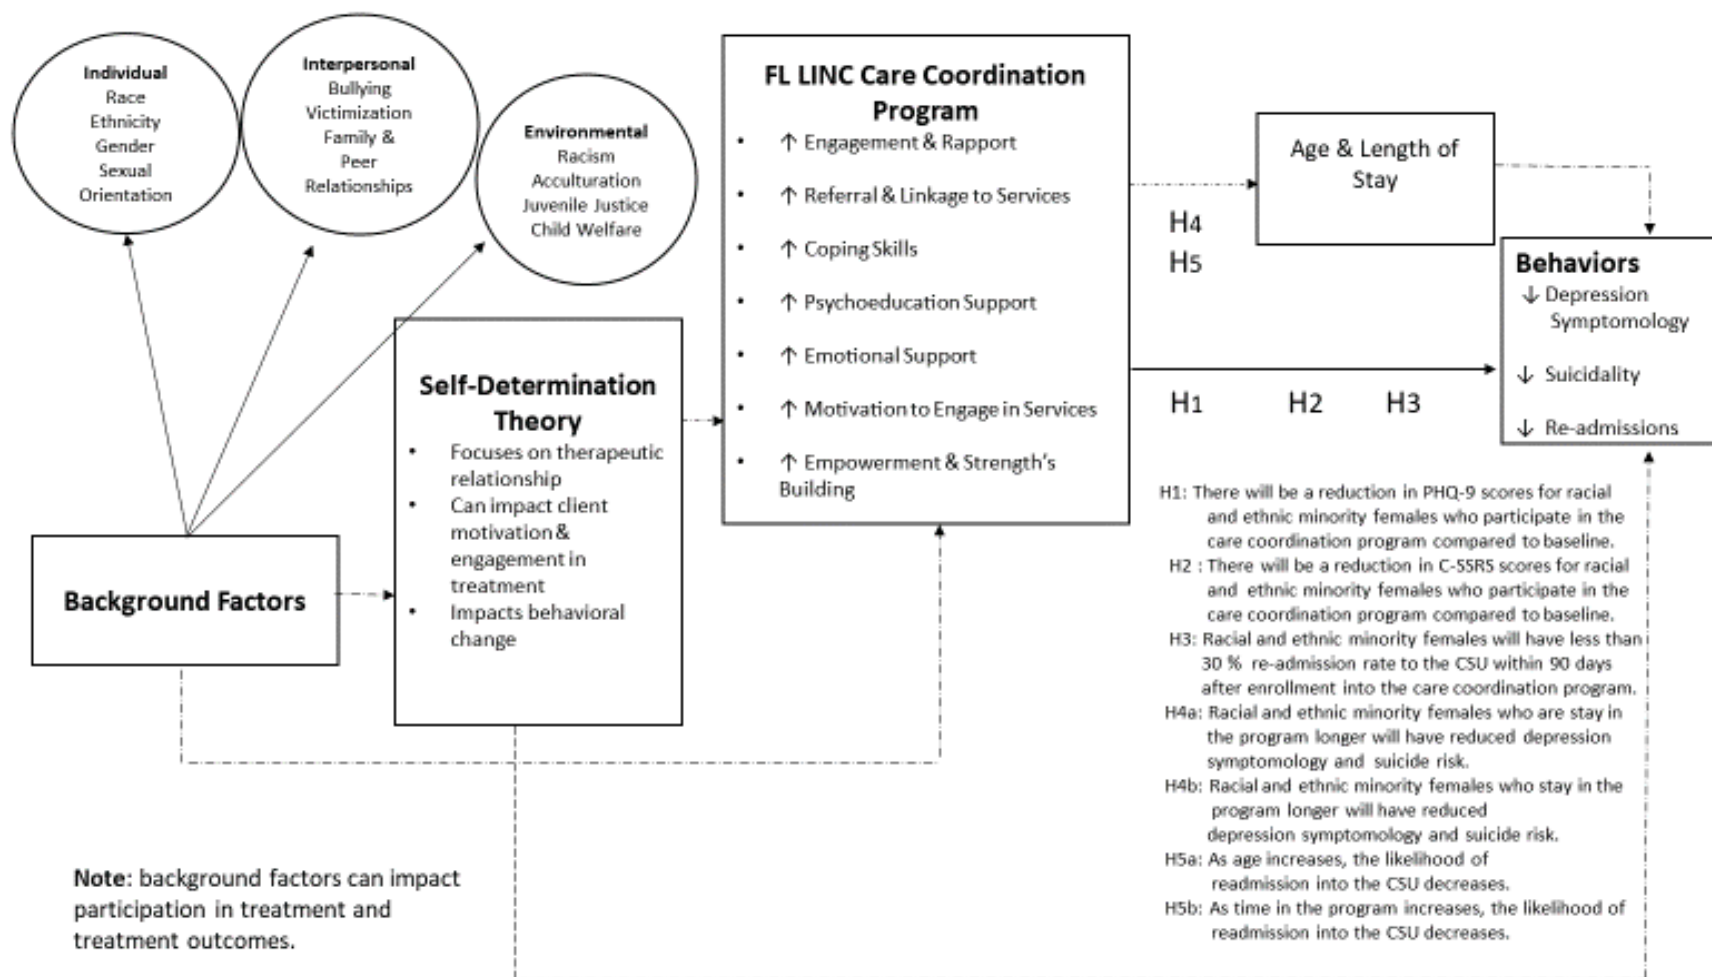 Individual
Race
Ethnicity
Gender
Sexual
Orientation
Interpersonal
Bullying
Victimization
Family &
Peer
Relationships
Environmental
Racism
Acculturation
Juvenile Justice
Child Welfare
Background Factors
Self-Determination
Theory
• Focuses on therapeutic
relationship
• Can impact client
motivation &
engagement in
treatment
• Impacts behavioral
change
FL LINC Care Coordination
Program
• ↑ Engagement & Rapport
• ↑ Referral & Linkage to Services
• ↑ Coping Skills
• ↑ Psychoeducation Support
• ↑ Emotional Support
• ↑ Motivation to Engage in Services
• ↑ Empowerment & Strength's
Building
Age & Length of
Stay
H4
H5
H1 H2 H3
Behaviors
↓ Depression
Symptomology
↓ Suicidality
↓ Re-admissions
H1: There will be a reduction in PHQ-9 scores for racial
and ethnic minority females who participate in the
care coordination program compared to baseline.
H2 : There will be a reduction in C-SSRS scores for racial
and ethnic minority females who participate in the
care coordination program compared to baseline.
H3: Racial and ethnic minority females will have less than
30 % re-admission rate to the CSU within 90 days
after enrollment into the care coordination program.
H4a: Racial and ethnic minority females who are stay in
the program longer will have reduced depression
symptomology and suicide risk.
H4b: Racial and ethnic minority females who stay in the
program longer will have reduced
depression symptomology and suicide risk.
H5a: As age increases, the likelihood of
readmission into the CSU decreases.
H5b: As time in the program increases, the likelihood of
readmission into the CSU decreases.
Note: background factors can impact
participation in treatment and
treatment outcomes.